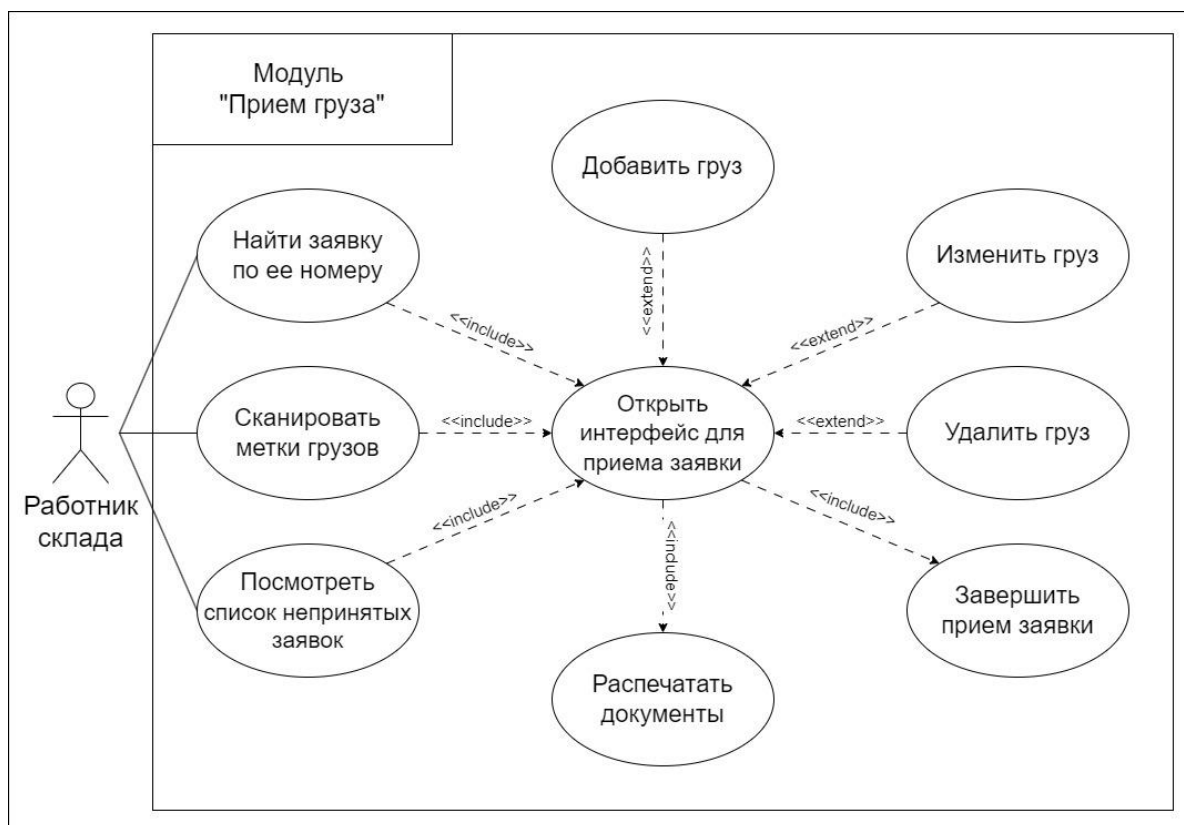 Модуль
"Прием груза"
Добавить груз
Найти заявку
по ее номеру
Изменить груз
<<extend>>
<<include>>
<<extend>>
Сканировать
метки грузов
<<include>>
Открыть
интерфейс для
приема заявки
<<extend>>
Удалить груз
Работник
склада
<<include>>
<<include>>
<<include>>
Посмотреть
список непринятых
заявок
Завершить
прием заявки
Распечатать
документы